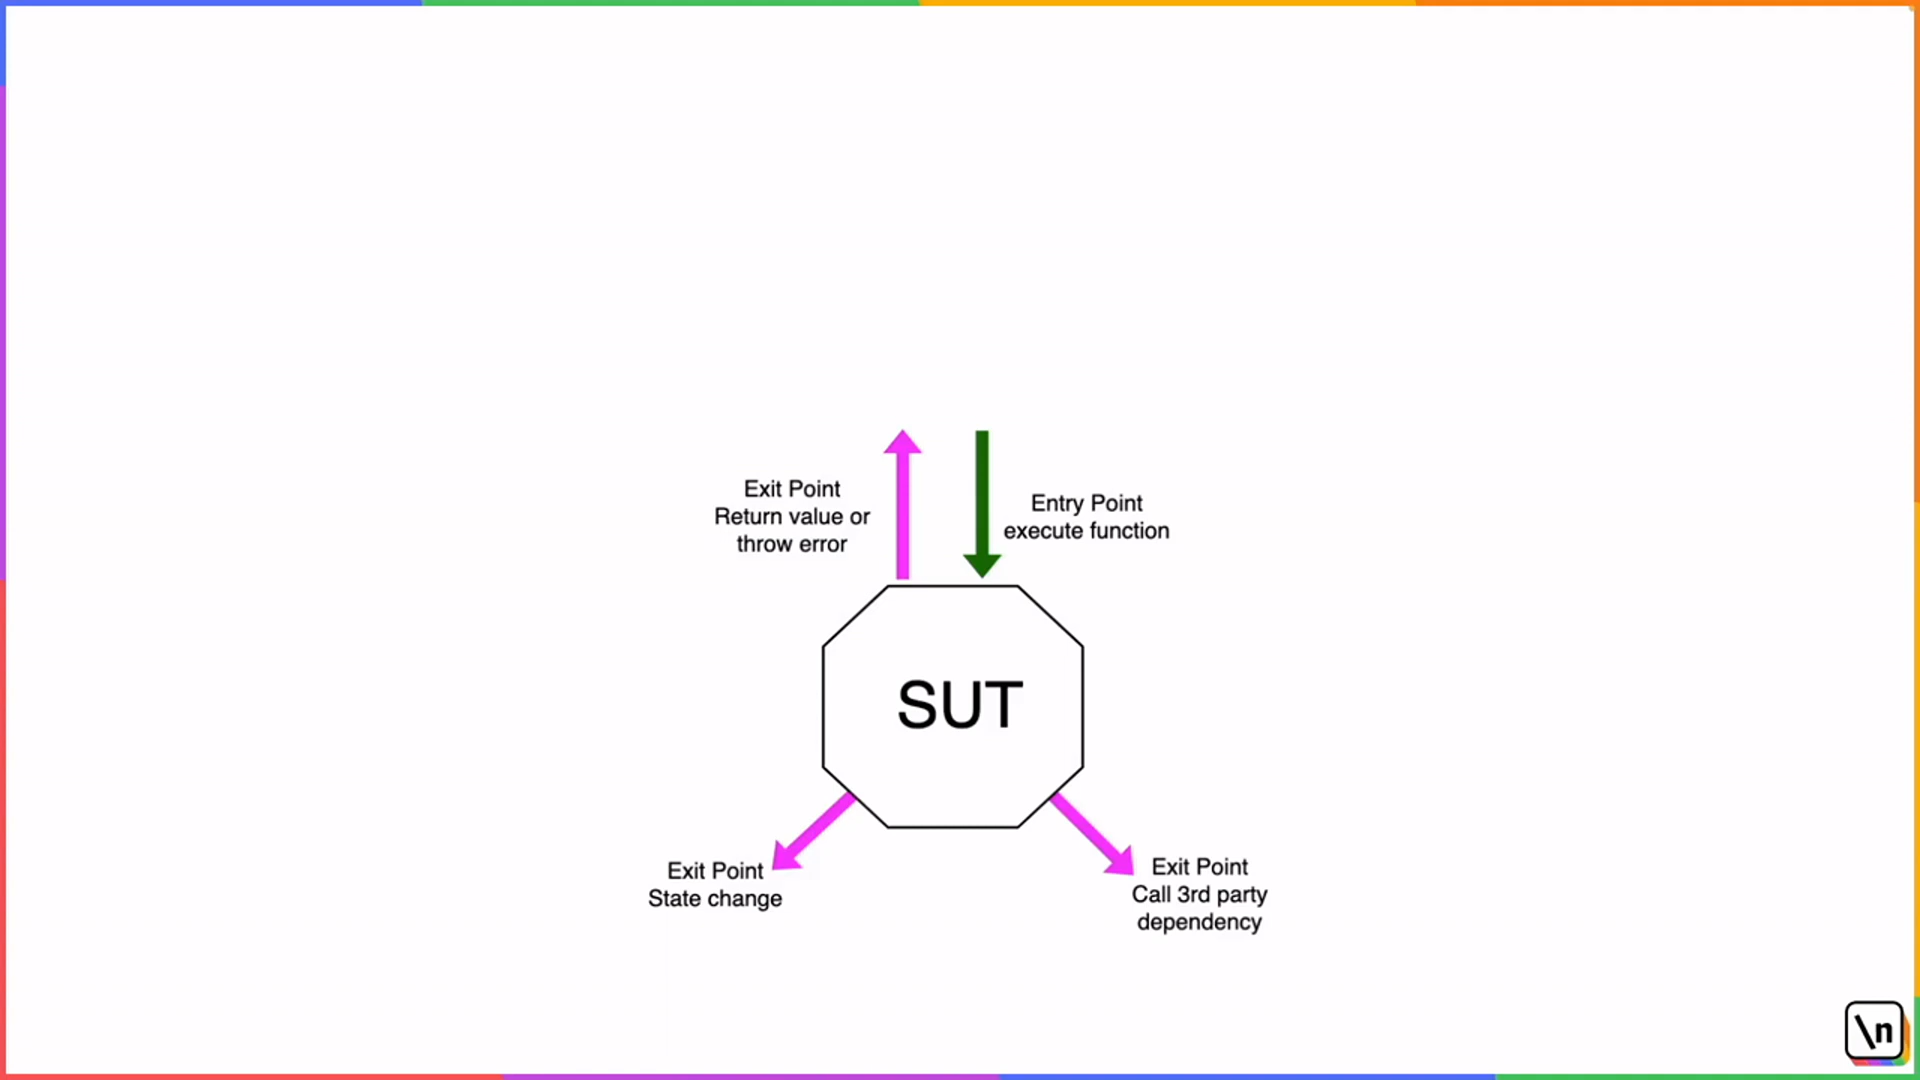 Exit Point
Return value or
throw error
Entry Point
execute function
SUT
Exit Point
State change
Exit Point
Call 3rd party
dependency
\n